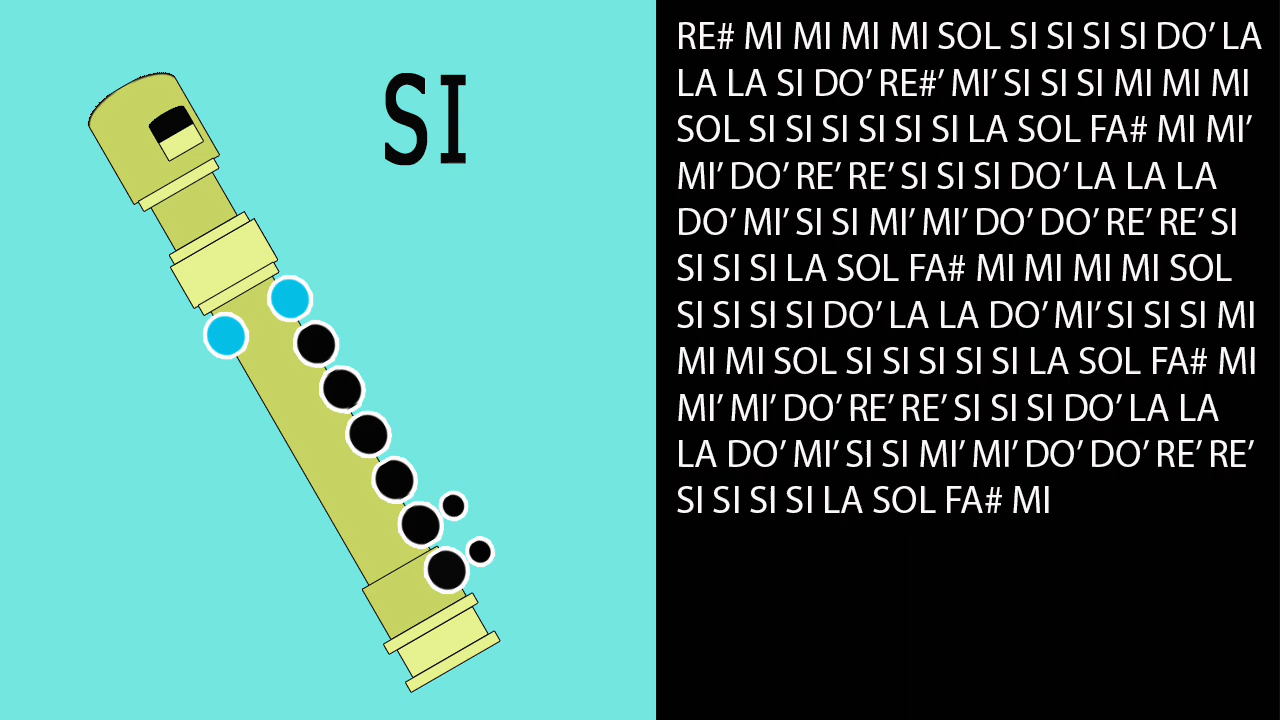 SI
RE# MI MI MI MI SOL SI SI SI SI DO’ LA
LA LA SI DO’ RE#’ MI’ SI SI SI MI MI MI
SOL SI SI SI SI SI SI LA SOL FA# MI MI’
MI’ DO’ RE’ RE’ SI SI SI DO’ LA LA LA
DO’ MI’ SI SI MI’ MI’ DO’ DO’ RE’ RE’ SI
SI SI SI LA SOL FA# MI MI MI MI SOL
SI SI SI SI DO’ LA LA DO’ MI’ SI SI SI MI
MI MI SOL SI SI SI SI SI LA SOL FA# MI
MI’ MI’ DO’ RE’ RE’ SI SI SI DO’ LA LA
LA DO’ MI’ SI SI MI’ MI’ DO’ DO’ RE’ RE’
SI SI SI SI LA SOL FA# MI